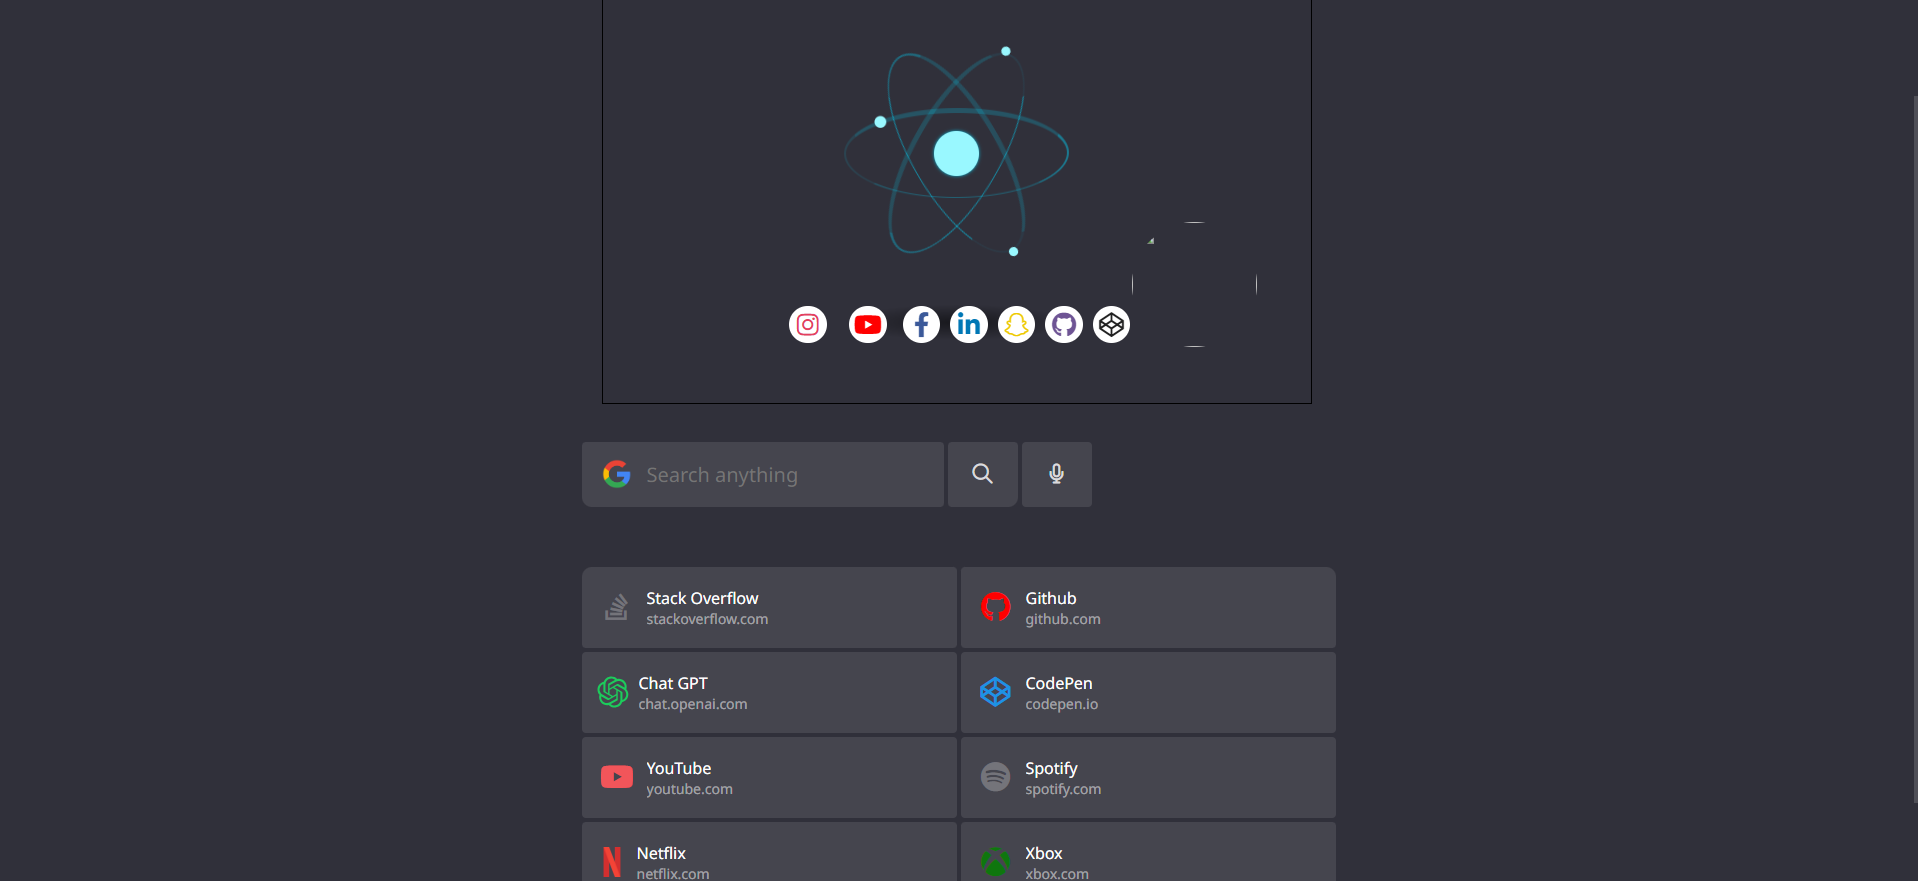 in
Search anything
Stack Overflow
stackoverflow.com
Github
github.com
Chat GPT
chat.openai.com
CodePen
codepen.io
YouTube
youtube.com
Spotify
spotify.com
Netflix
netflix.com
Xbox
xbox.com